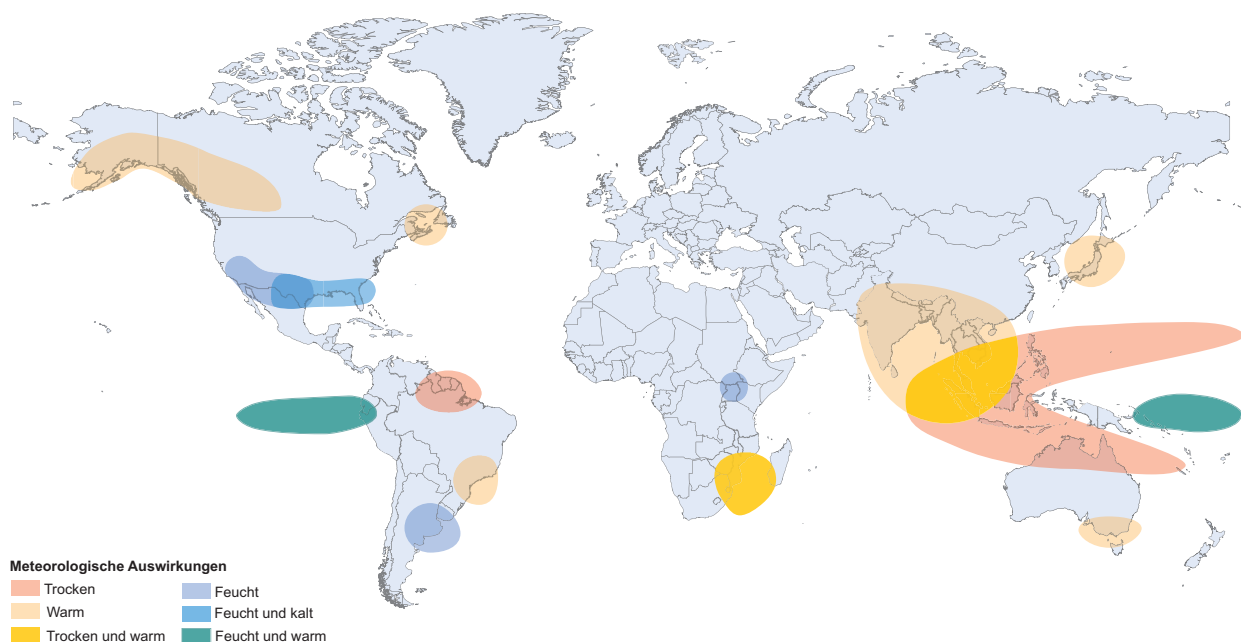 Meteorologische Auswirkungen
Trocken
Warm
Trocken und warm
Feucht
Feucht und kalt
Feucht und warm